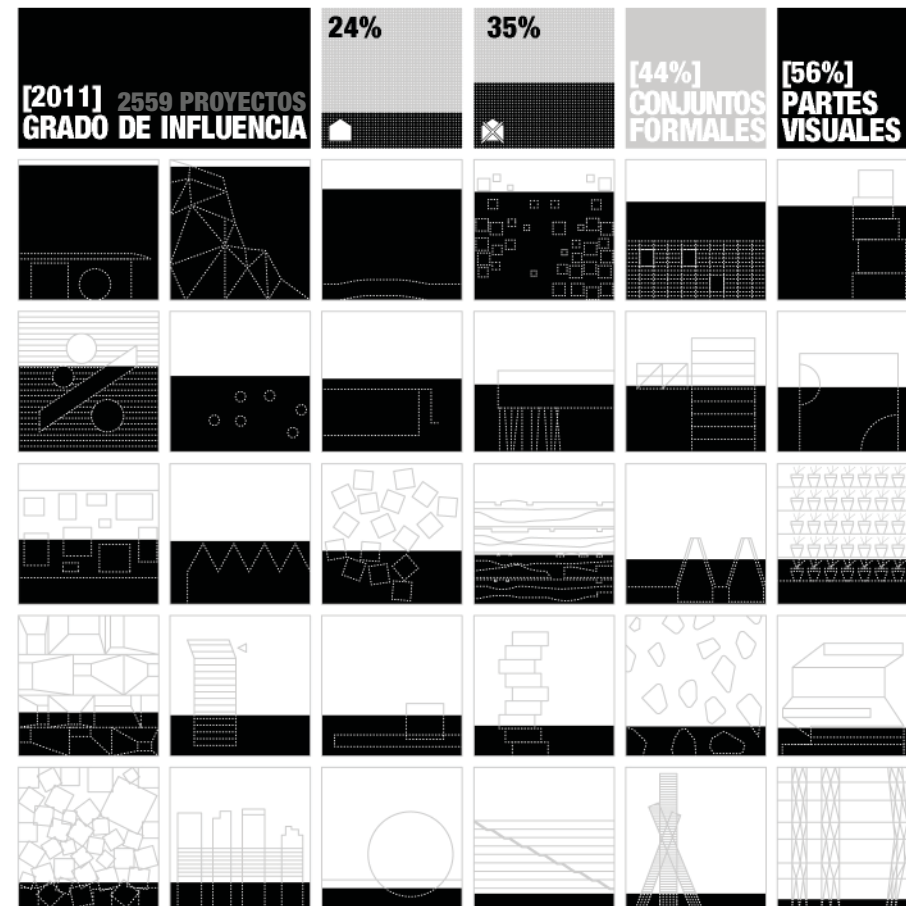 [2011] 2559 PROYECTOS
GRADO DE INFLUENCIA
24%
35%
[44%]
CONJUNTOS
FORMALES
[56%]
PARTES
VISUALES